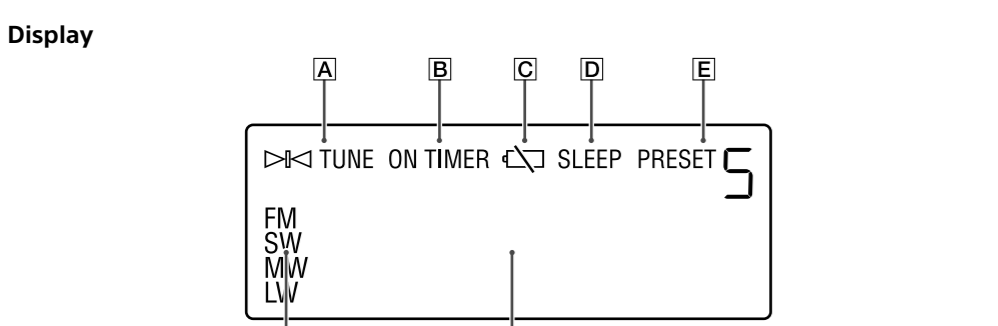 Display
A B C D E
TUNE ON TIMER SLEEP PRESET 5
FM
SW
MW
LW